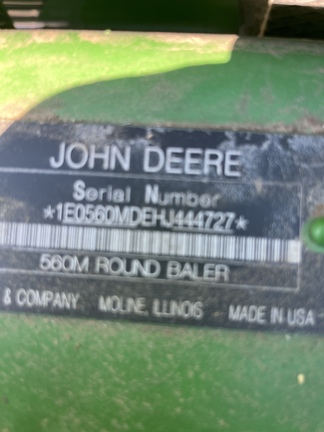 JOHN DEERE
Serial Number
*1E0560MDEHJ444727*
560M ROUND BALER
& COMPANY MOLINE, ILLINOIS - MADE IN USA -